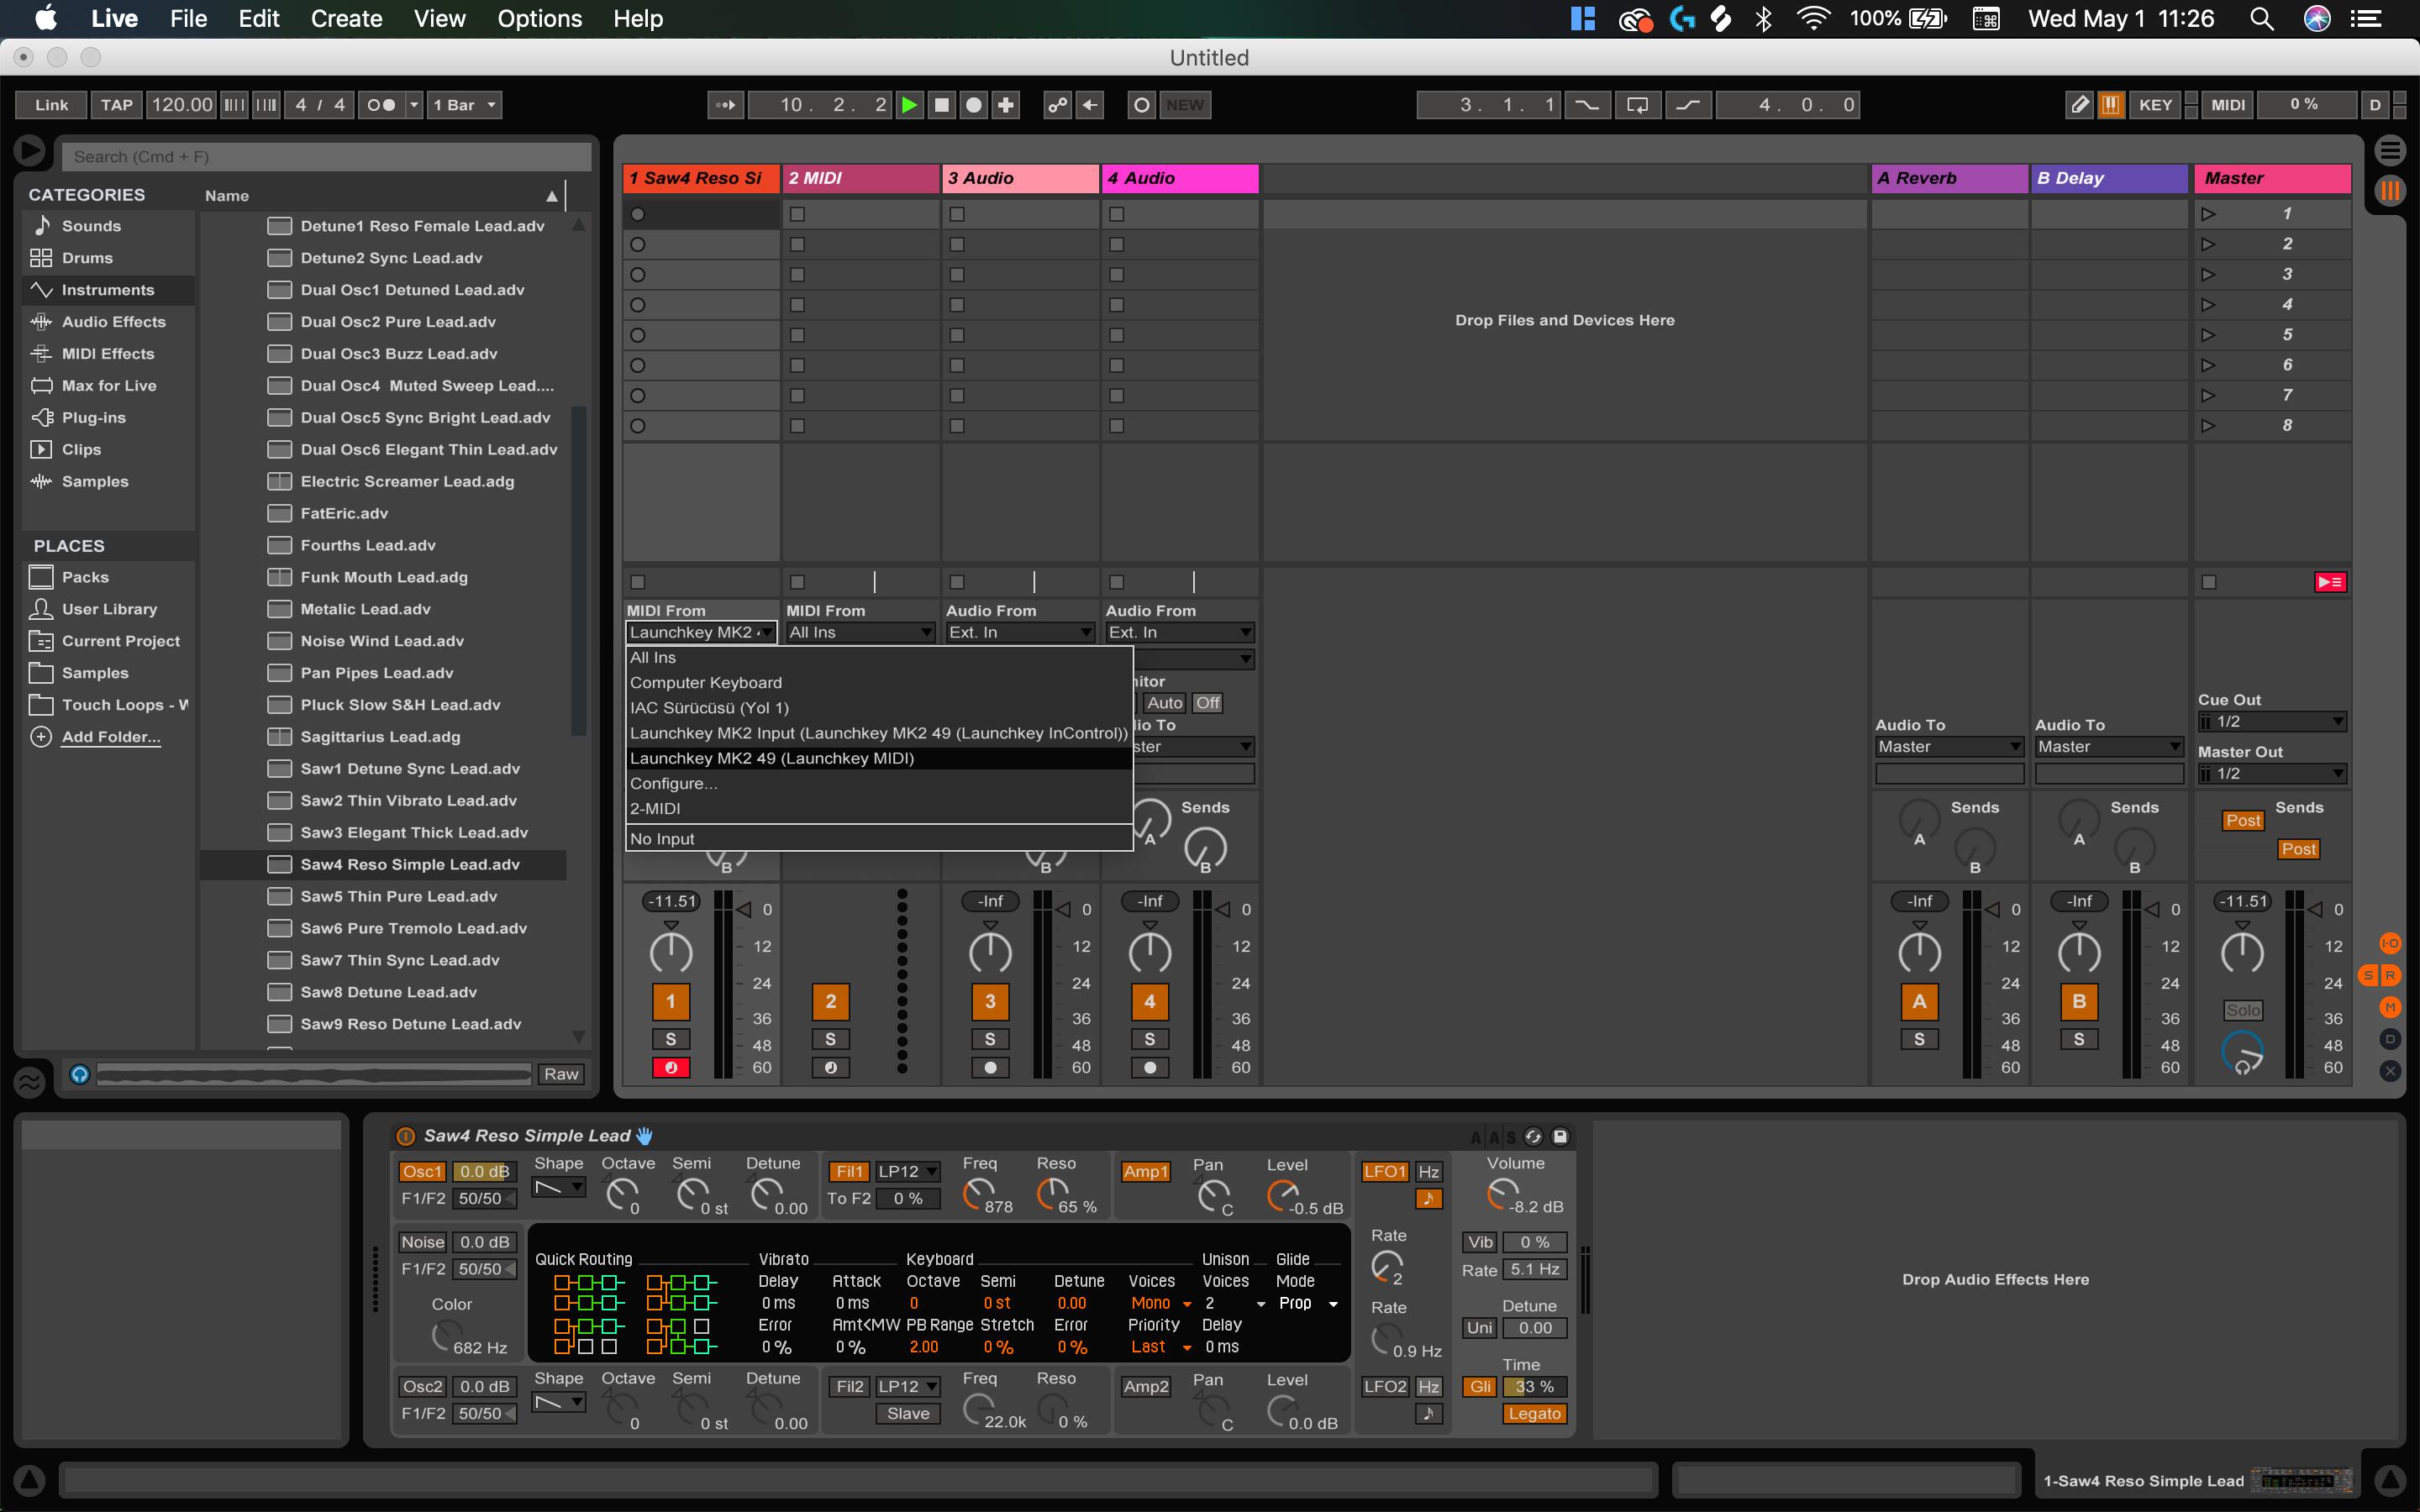 Live File Edit Create View Options Help
100% Wed May 1 11:26
Untitled
Link TAP 120.00 4 / 4 1 Bar 10. 2. 2 NEW 3. 1. 1 4. 0. 0 KEY MIDI 0 % D
Search (Cmd + F)
CATEGORIES
Sounds
Drums
Instruments
Audio Effects
MIDI Effects
Max for Live
Plug-ins
Clips
Samples
PLACES
Packs
User Library
Current Project
Samples
Touch Loops - W
Add Folder...
Name
Detune1 Reso Female Lead.adv
Detune2 Sync Lead.adv
Dual Osc1 Detuned Lead.adv
Dual Osc2 Pure Lead.adv
Dual Osc3 Buzz Lead.adv
Dual Osc4 Muted Sweep Lead....
Dual Osc5 Sync Bright Lead.adv
Dual Osc6 Elegant Thin Lead.adv
Electric Screamer Lead.adg
FatEric.adv
Fourths Lead.adv
Funk Mouth Lead.adg
Metalic Lead.adv
Noise Wind Lead.adv
Pan Pipes Lead.adv
Pluck Slow S&H Lead.adv
Sagittarius Lead.adg
Saw1 Detune Sync Lead.adv
Saw2 Thin Vibrato Lead.adv
Saw3 Elegant Thick Lead.adv
Saw4 Reso Simple Lead.adv
Saw5 Thin Pure Lead.adv
Saw6 Pure Tremolo Lead.adv
Saw7 Thin Sync Lead.adv
Saw8 Detune Lead.adv
Saw9 Reso Detune Lead.adv
Raw
1 Saw4 Reso Si 2 MIDI 3 Audio 4 Audio A Reverb B Delay Master
1
2
3
4
5
6
7
8
Drop Files and Devices Here
MIDI From MIDI From Audio From Audio From
Launchkey MK2 All Ins Ext. In Ext. In
All Ins
Computer Keyboard
IAC Sürücüsü (Yol 1)
Launchkey MK2 Input (Launchkey MK2 49 (Launchkey InControl))
Launchkey MK2 49 (Launchkey MIDI)
Configure...
2-MIDI
No Input
nitor
Auto Off
io To
ster
Audio To Audio To
Master Master
Cue Out
1/2
Master Out
1/2
Sends Sends Sends Sends
A A A Post
B B B B B Post
-11.51 -Inf -Inf -Inf -Inf -11.51
0 0 0 0 0 0
12 12 12 12 12 12
24 24 24 24 24 24
1 2 3 4 A B Solo
36 36 36 36 36 36
S S S S S S
48 48 48 48 48 48
60 60 60 60 60 60
I-O
S R
M
D
X
Saw4 Reso Simple Lead A A S
Osc1 0.0 dB Shape Octave Semi Detune Fil1 LP12 Freq Reso Amp1 Pan Level LFO1 Hz Volume
F1/F2 50/50 0 0 st 0.00 To F2 0 % 878 65 % C -0.5 dB -8.2 dB
Noise 0.0 dB
F1/F2 50/50
Color
682 Hz
Quick Routing Vibrato Keyboard Unison Glide
Delay Attack Octave Semi Detune Voices Voices Mode
0 ms 0 ms 0 0 st 0.00 Mono 2 Prop
Error Amt<MW PB Range Stretch Error Priority Delay
0 % 0 % 2.00 0 % 0 % Last 0 ms
Rate
2
Rate
0.9 Hz
Vib 0 %
Rate 5.1 Hz
Detune
Uni 0.00
Time
Gli 33 %
Legato
Osc2 0.0 dB Shape Octave Semi Detune Fil2 LP12 Freq Reso Amp2 Pan Level LFO2 Hz
F1/F2 50/50 0 0 st 0.00 Slave 22.0k 0 % C 0.0 dB
Drop Audio Effects Here
1-Saw4 Reso Simple Lead